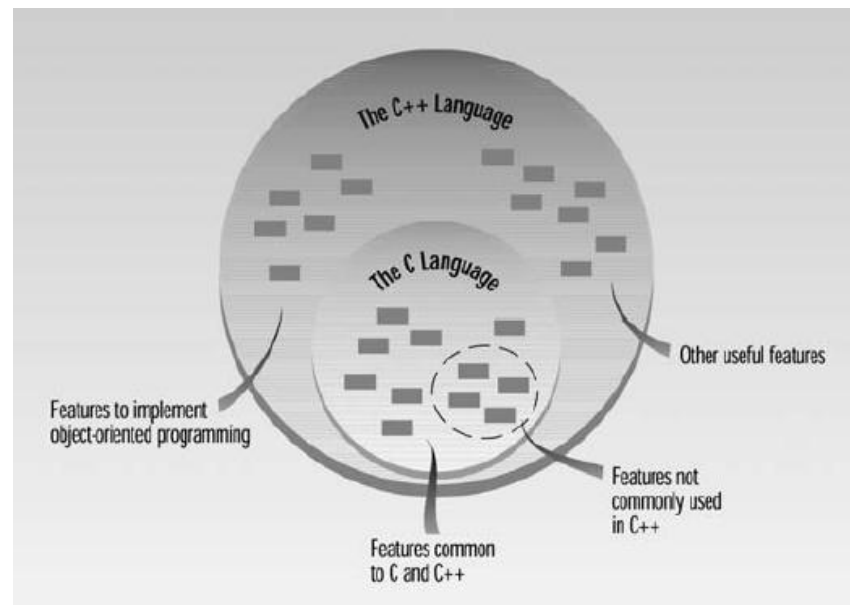 The C++ Language
The C Language
Other useful features
Features to implement
object-oriented programming
Features not
commonly used
in C++
Features common
to C and C++